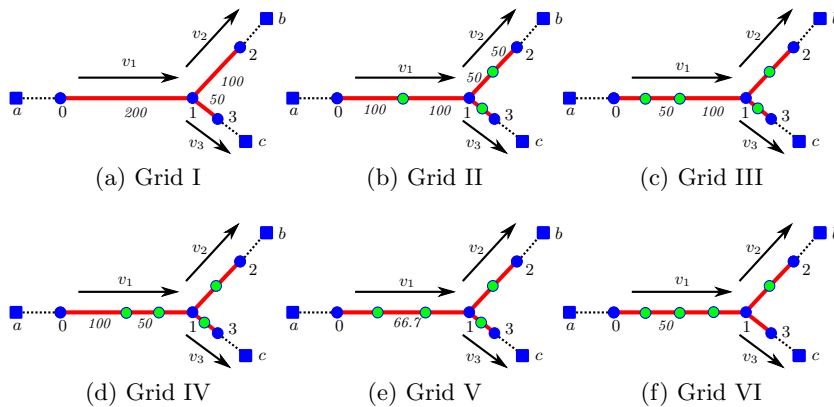 b
v₂
2
v₁
100
50
a
0
200
1
3
v₃
c
(a) Grid I
b
v₂
50
2
v₁
50
a
0
100
100
1
3
v₃
c
(b) Grid II
b
v₂
2
v₁
a
0
50
100
1
3
v₃
c
(c) Grid III
b
v₂
2
v₁
a
0
100
50
1
3
v₃
c
(d) Grid IV
b
v₂
2
v₁
a
0
66.7
1
3
v₃
c
(e) Grid V
b
v₂
2
v₁
a
0
50
1
3
v₃
c
(f) Grid VI